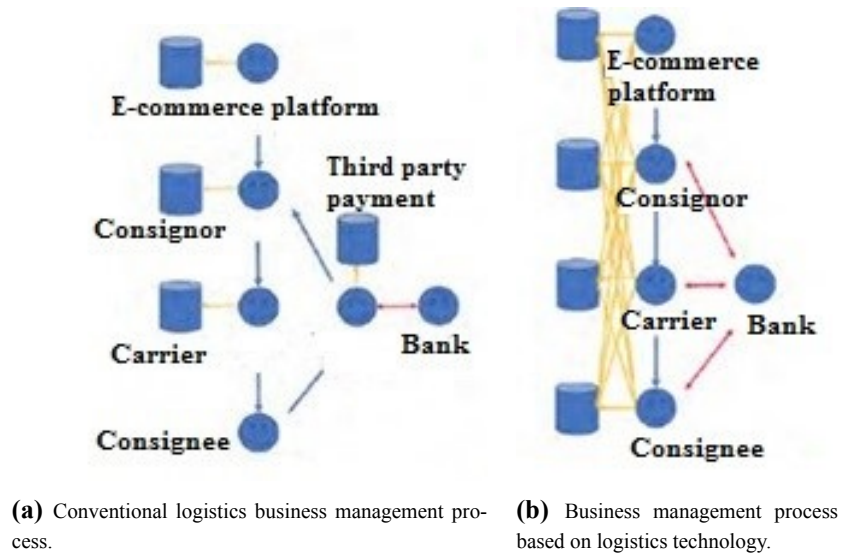 E-commerce platform
Third party
payment
Consignor
Carrier
Bank
Consignee
(a) Conventional logistics business management pro-
cess.
E-commerce
platform
Consignor
Carrier
Bank
Consignee
(b) Business management process
based on logistics technology.